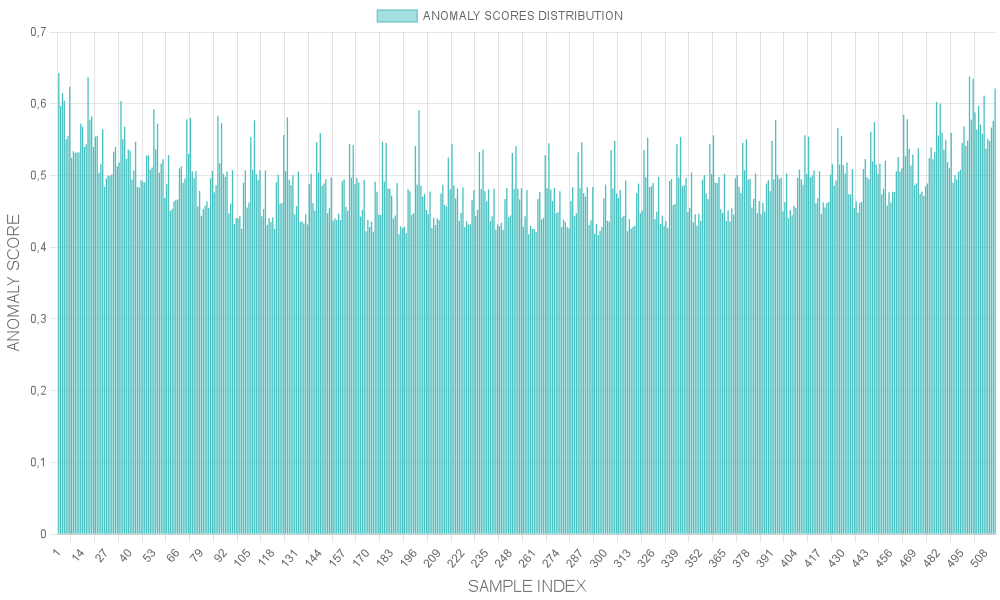 ANOMALY SCORES DISTRIBUTION
0,7
0,6
0,5
0,4
0,3
0,2
0,1
0
ANOMALY SCORE
1 14 27 40 53 66 79 92 105 118 131 144 157 170 183 196 209 222 235 248 261 274 287 300 313 326 339 352 365 378 391 404 417 430 443 456 469 482 495 508
SAMPLE INDEX